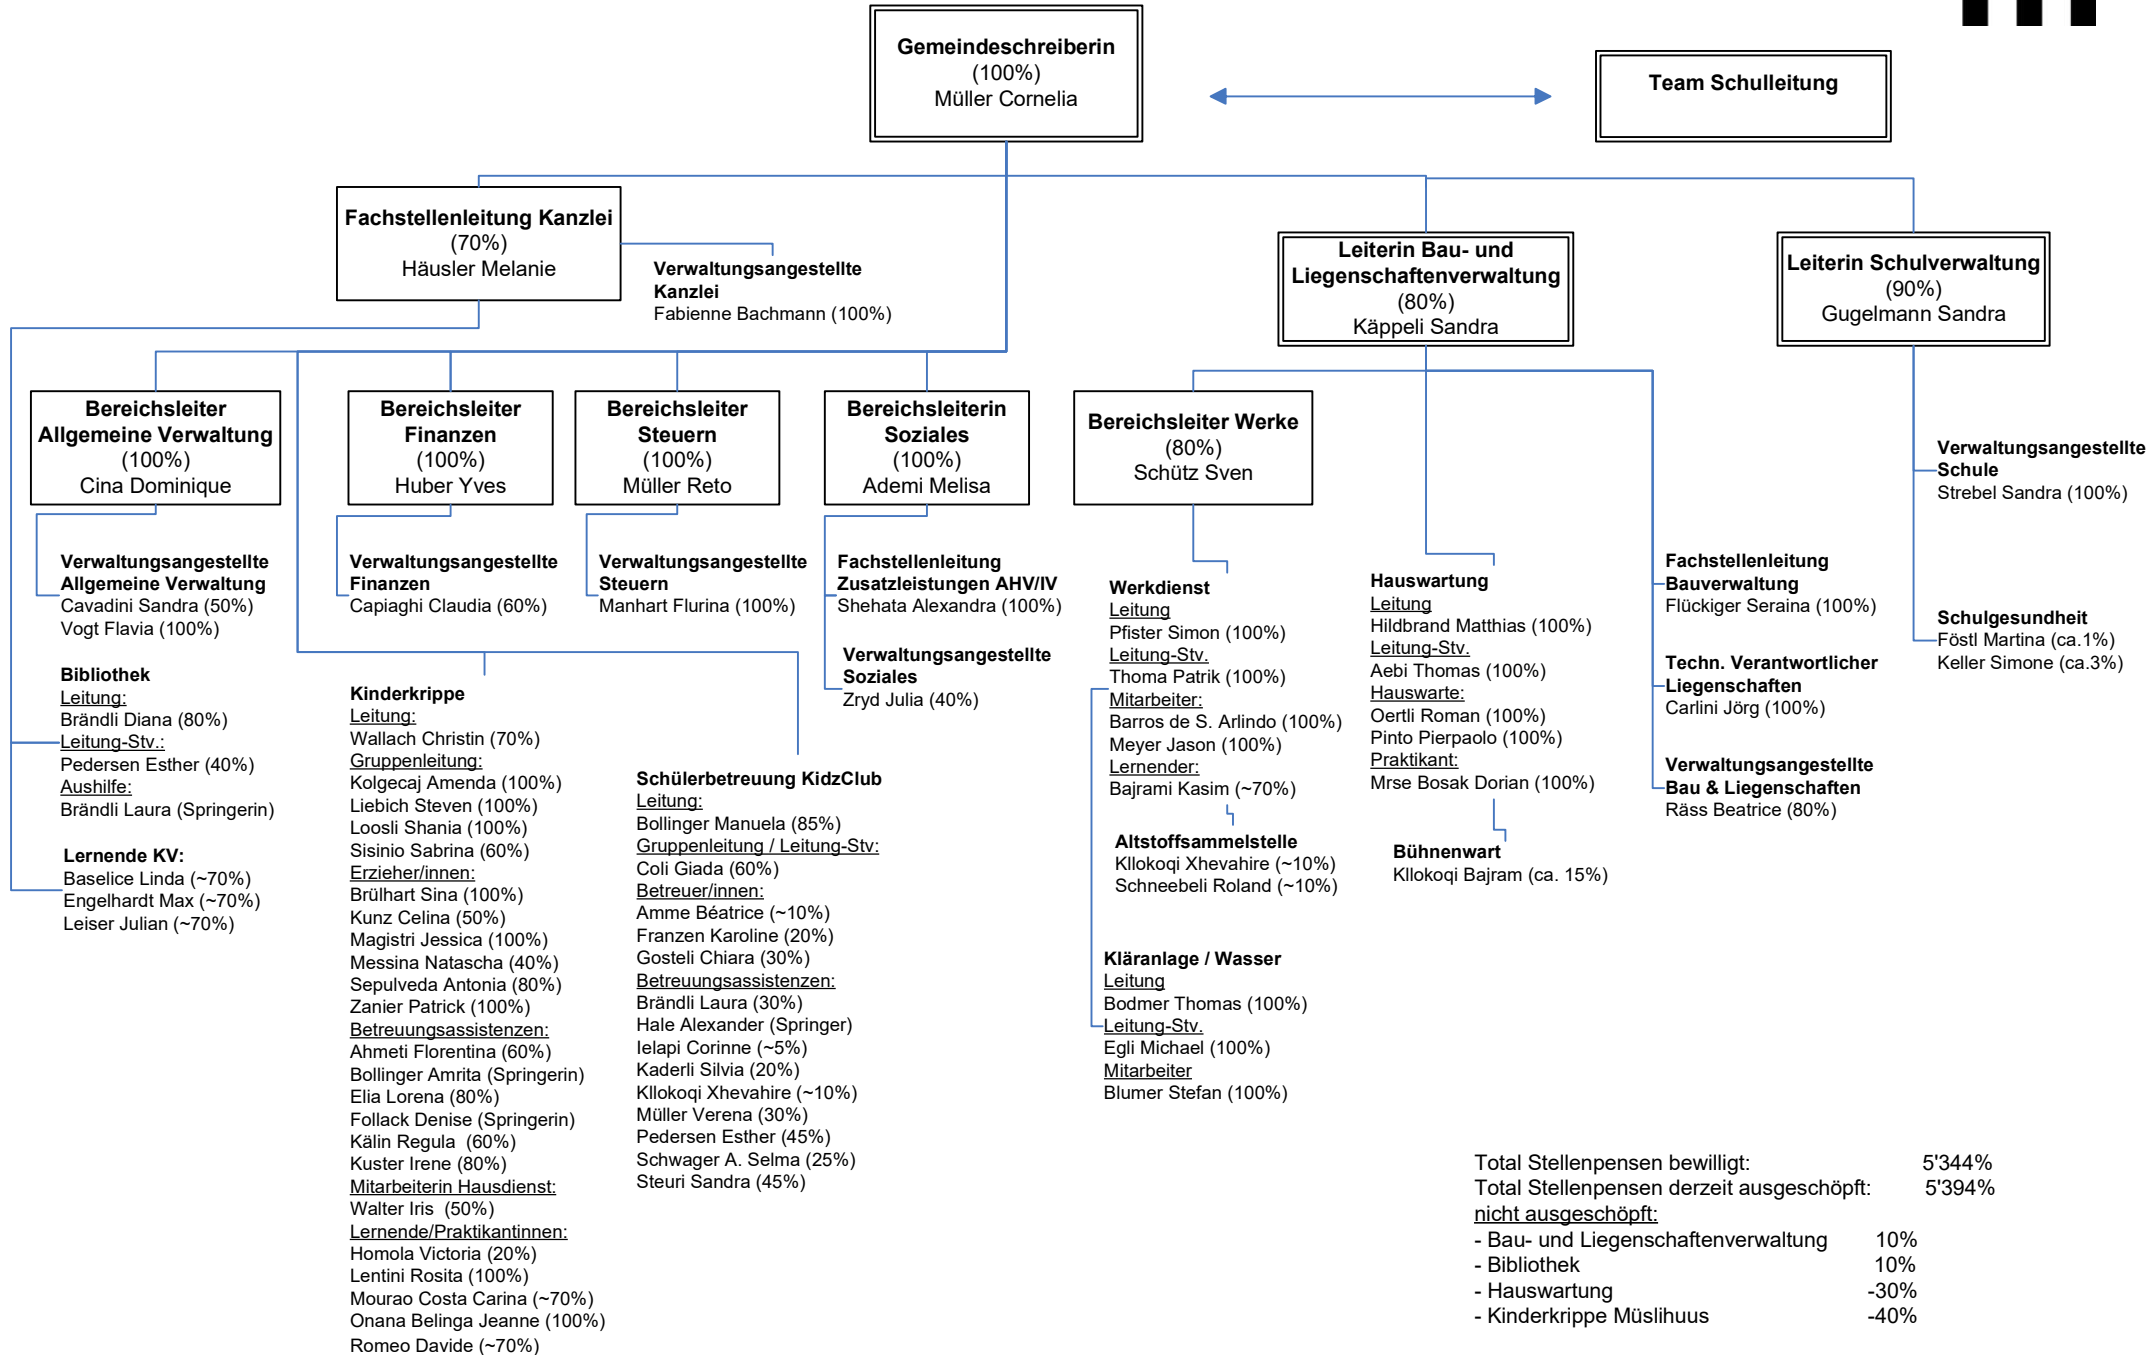 Gemeindeschreiberin
(100%)
Müller Cornelia
Team Schulleitung
Fachstellenleitung Kanzlei
(70%)
Häusler Melanie
Verwaltungsangestellte
Kanzlei
Fabienne Bachmann (100%)
Leiterin Bau- und
Liegenschaftenverwaltung
(80%)
Käppeli Sandra
Leiterin Schulverwaltung
(90%)
Gugelmann Sandra
Bereichsleiter
Allgemeine Verwaltung
(100%)
Cina Dominique
Bereichsleiter
Finanzen
(100%)
Huber Yves
Bereichsleiter
Steuern
(100%)
Müller Reto
Bereichsleiterin
Soziales
(100%)
Ademi Melisa
Bereichsleiter Werke
(80%)
Schütz Sven
Verwaltungsangestellte
Schule
Strebel Sandra (100%)
Schulgesundheit
Föstl Martina (ca.1%)
Keller Simone (ca.3%)
Verwaltungsangestellte
Allgemeine Verwaltung
Cavadini Sandra (50%)
Vogt Flavia (100%)
Bibliothek
Leitung:
Brändli Diana (80%)
Leitung-Stv.:
Pedersen Esther (40%)
Aushilfe:
Brändli Laura (Springerin)
Lernende KV:
Baselice Linda (~70%)
Engelhardt Max (~70%)
Leiser Julian (~70%)
Verwaltungsangestellte
Finanzen
Capiaghi Claudia (60%)
Kinderkrippe
Leitung:
Wallach Christin (70%)
Gruppenleitung:
Kolgecaj Amenda (100%)
Liebich Steven (100%)
Loosli Shania (100%)
Sisinio Sabrina (60%)
Erzieher/innen:
Brülhart Sina (100%)
Kunz Celina (50%)
Magistri Jessica (100%)
Messina Natascha (40%)
Sepulveda Antonia (80%)
Zanier Patrick (100%)
Betreuungsassistenzen:
Ahmeti Florentina (60%)
Bollinger Amrita (Springerin)
Elia Lorena (80%)
Follack Denise (Springerin)
Kälin Regula  (60%)
Kuster Irene (80%)
Mitarbeiterin Hausdienst:
Walter Iris  (50%)
Lernende/Praktikantinnen:
Homola Victoria (20%)
Lentini Rosita (100%)
Mourao Costa Carina (~70%)
Onana Belinga Jeanne (100%)
Romeo Davide (~70%)
Verwaltungsangestellte
Steuern
Manhart Flurina (100%)
Schülerbetreuung KidzClub
Leitung:
Bollinger Manuela (85%)
Gruppenleitung / Leitung-Stv:
Coli Giada (60%)
Betreuer/innen:
Amme Béatrice (~10%)
Franzen Karoline (20%)
Gosteli Chiara (30%)
Betreuungsassistenzen:
Brändli Laura (30%)
Hale Alexander (Springer)
Ielapi Corinne (~5%)
Kaderli Silvia (20%)
Kllokoqi Xhevahire (~10%)
Müller Verena (30%)
Pedersen Esther (45%)
Schwager A. Selma (25%)
Steuri Sandra (45%)
Fachstellenleitung
Zusatzleistungen AHV/IV
Shehata Alexandra (100%)
Verwaltungsangestellte
Soziales
Zryd Julia (40%)
Werkdienst
Leitung
Pfister Simon (100%)
Leitung-Stv.
Thoma Patrik (100%)
Mitarbeiter:
Barros de S. Arlindo (100%)
Meyer Jason (100%)
Lernender:
Bajrami Kasim (~70%)
Altstoffsammelstelle
Kllokoqi Xhevahire (~10%)
Schneebeli Roland (~10%)
Kläranlage / Wasser
Leitung
Bodmer Thomas (100%)
Leitung-Stv.
Egli Michael (100%)
Mitarbeiter
Blumer Stefan (100%)
Hauswartung
Leitung
Hildbrand Matthias (100%)
Leitung-Stv.
Aebi Thomas (100%)
Hauswarte:
Oertli Roman (100%)
Pinto Pierpaolo (100%)
Praktikant:
Mrse Bosak Dorian (100%)
Bühnenwart
Kllokoqi Bajram (ca. 15%)
Fachstellenleitung
Bauverwaltung
Flückiger Seraina (100%)
Techn. Verantwortlicher
Liegenschaften
Carlini Jörg (100%)
Verwaltungsangestellte
Bau & Liegenschaften
Räss Beatrice (80%)
Total Stellenpensen bewilligt: 5'344%
Total Stellenpensen derzeit ausgeschöpft: 5'394%
nicht ausgeschöpft:
- Bau- und Liegenschaftenverwaltung 10%
- Bibliothek 10%
- Hauswartung -30%
- Kinderkrippe Müslihuus -40%